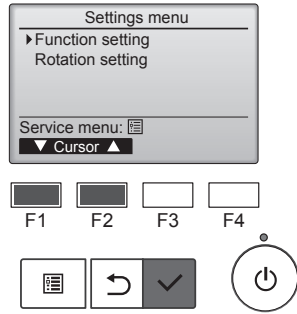 Settings menu
Function setting
Rotation setting
Service menu:
▼ Cursor ▲
F1 F2 F3 F4